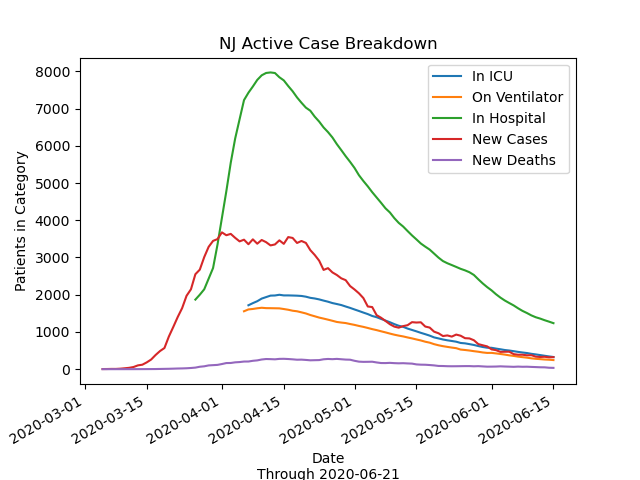 NJ Active Case Breakdown
8000
7000
6000
5000
4000
3000
2000
1000
0
Patients in Category
In ICU
On Ventilator
In Hospital
New Cases
New Deaths
2020-03-01
2020-03-15
2020-04-01
2020-04-15
2020-05-01
2020-05-15
2020-06-01
2020-06-15
Date
Through 2020-06-21